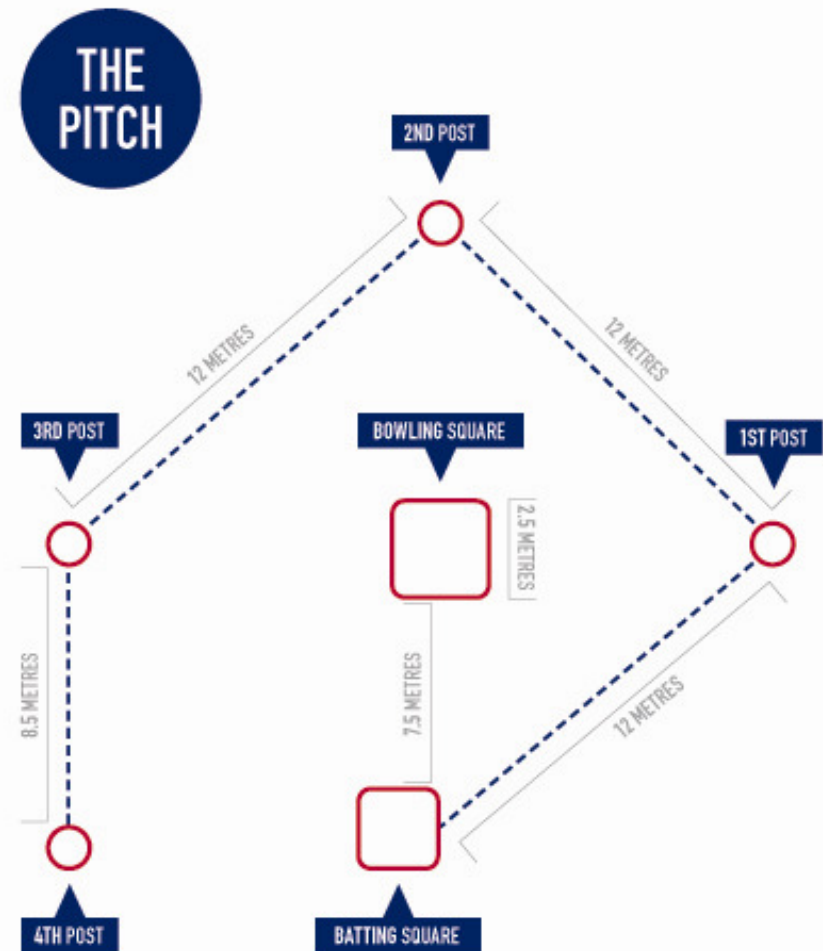 THE
PITCH
2ND POST
12 METRES
12 METRES
3RD POST
BOWLING SQUARE
1ST POST
2.5 METRES
8.5 METRES
7.5 METRES
12 METRES
4TH POST
BATTING SQUARE